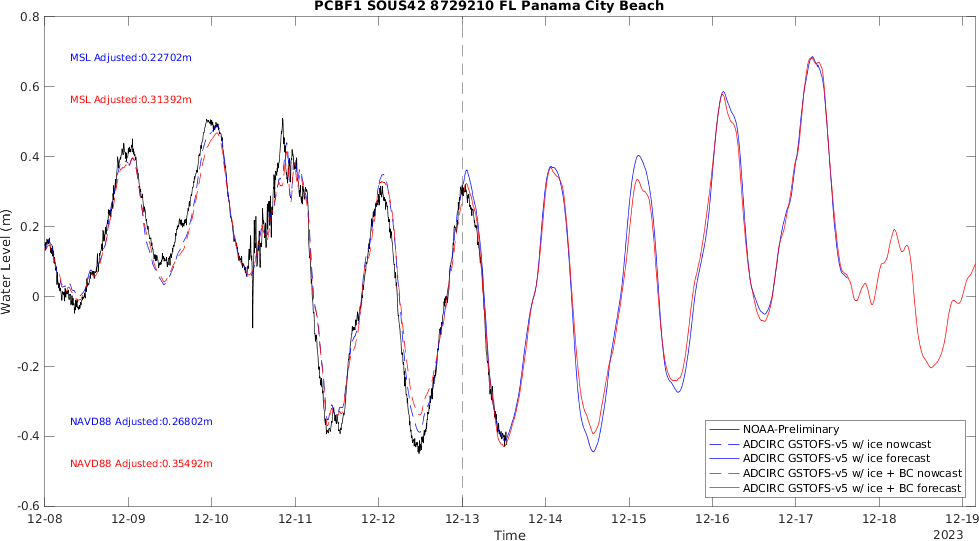 PCBF1 SOUS42 8729210 FL Panama City Beach
0.8
0.6
0.4
0.2
0
-0.2
-0.4
-0.6
Water Level (m)
MSL Adjusted:0.22702m
MSL Adjusted:0.31392m
NAVD88 Adjusted:0.26802m
NAVD88 Adjusted:0.35492m
NOAA-Preliminary
ADCIRC GSTOFS-v5 w/ ice nowcast
ADCIRC GSTOFS-v5 w/ ice forecast
ADCIRC GSTOFS-v5 w/ ice + BC nowcast
ADCIRC GSTOFS-v5 w/ ice + BC forecast
12-08 12-09 12-10 12-11 12-12 12-13 12-14 12-15 12-16 12-17 12-18 12-19
Time
2023